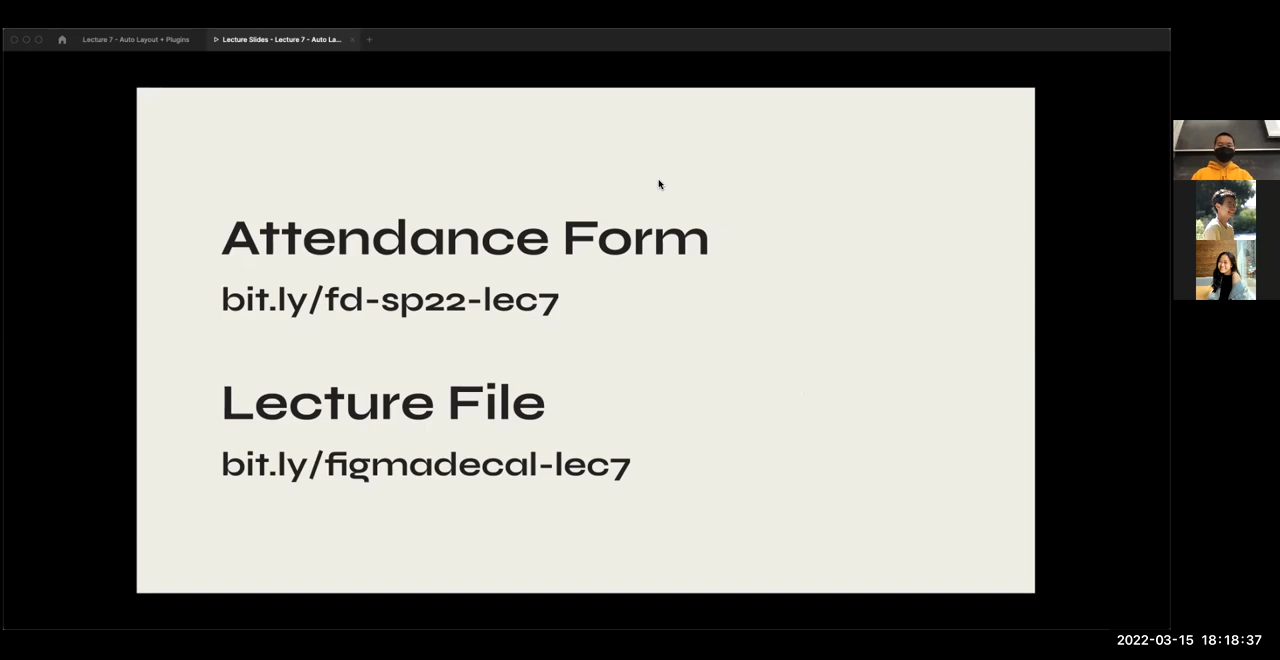 Lecture 7 - Auto Layout + Plugins
Lecture Slides - Lecture 7 - Auto La...
Attendance Form
bit.ly/fd-sp22-lec7
Lecture File
bit.ly/figmadecal-lec7
2022-03-15 18:18:37